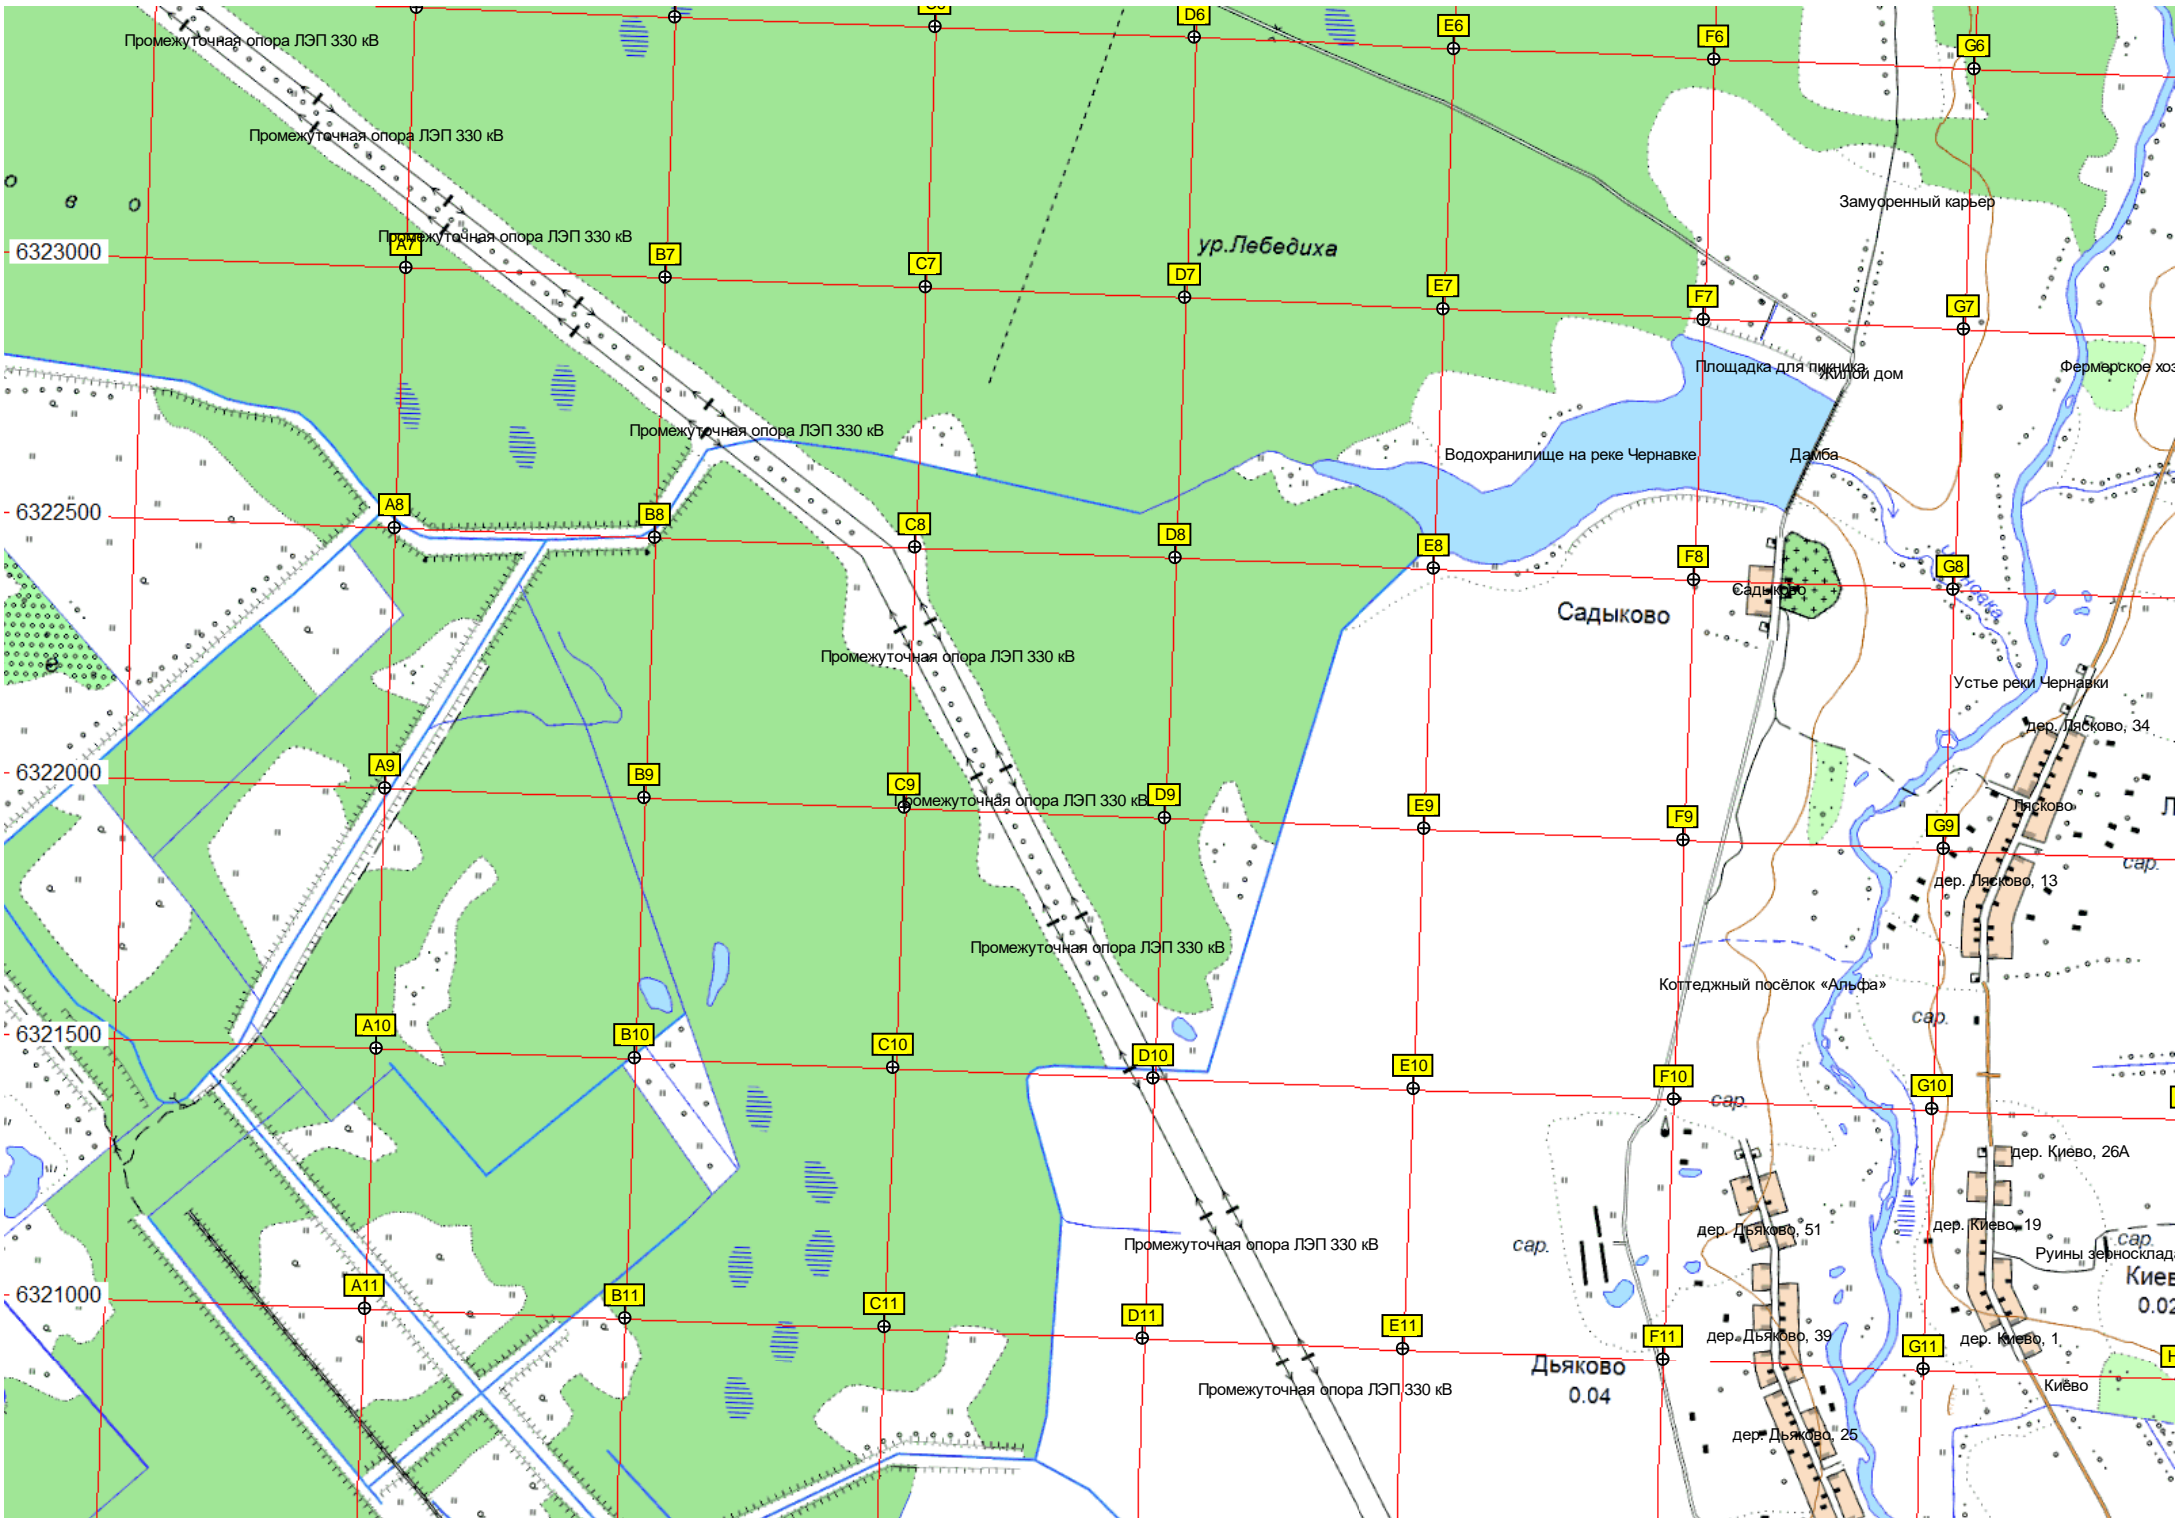 D6
E6
F6
G6
Промежуточная опора ЛЭП 330 кВ
Промежуточная опора ЛЭП 330 кВ
о
в
о
Замуоренный карьер
Промежуточная опора ЛЭП 330 кВ
6323000
A7
B7
C7
D7
ур.Лебедиха
E7
F7
G7
Площадка для пикника
Жилой дом
Фермерское хоз
Промежуточная опора ЛЭП 330 кВ
Водохранилище на реке Чернавке
Дамба
6322500
A8
B8
C8
D8
E8
F8
G8
Садыково
Садыково
е
Промежуточная опора ЛЭП 330 кВ
Устье реки Чернавки
дер. Лясково, 34
6322000
A9
B9
C9
Промежуточная опора ЛЭП 330 кВ
D9
E9
F9
G9
Лясково
Л
сар.
дер. Лясково, 13
Промежуточная опора ЛЭП 330 кВ
Коттеджный посёлок «Альфа»
сар.
6321500
A10
B10
C10
D10
E10
F10
G10
сар.
дер. Киево, 26А
дер. Дьяково, 51
дер. Киево, 19
сар.
Промежуточная опора ЛЭП 330 кВ
сар.
Руины зерносклада
Киев
0.02
6321000
A11
B11
C11
D11
E11
F11
G11
H
дер. Дьяково, 39
дер. Киево, 1
Дьяково
0.04
Промежуточная опора ЛЭП 330 кВ
Киёво
дер. Дьяково, 25